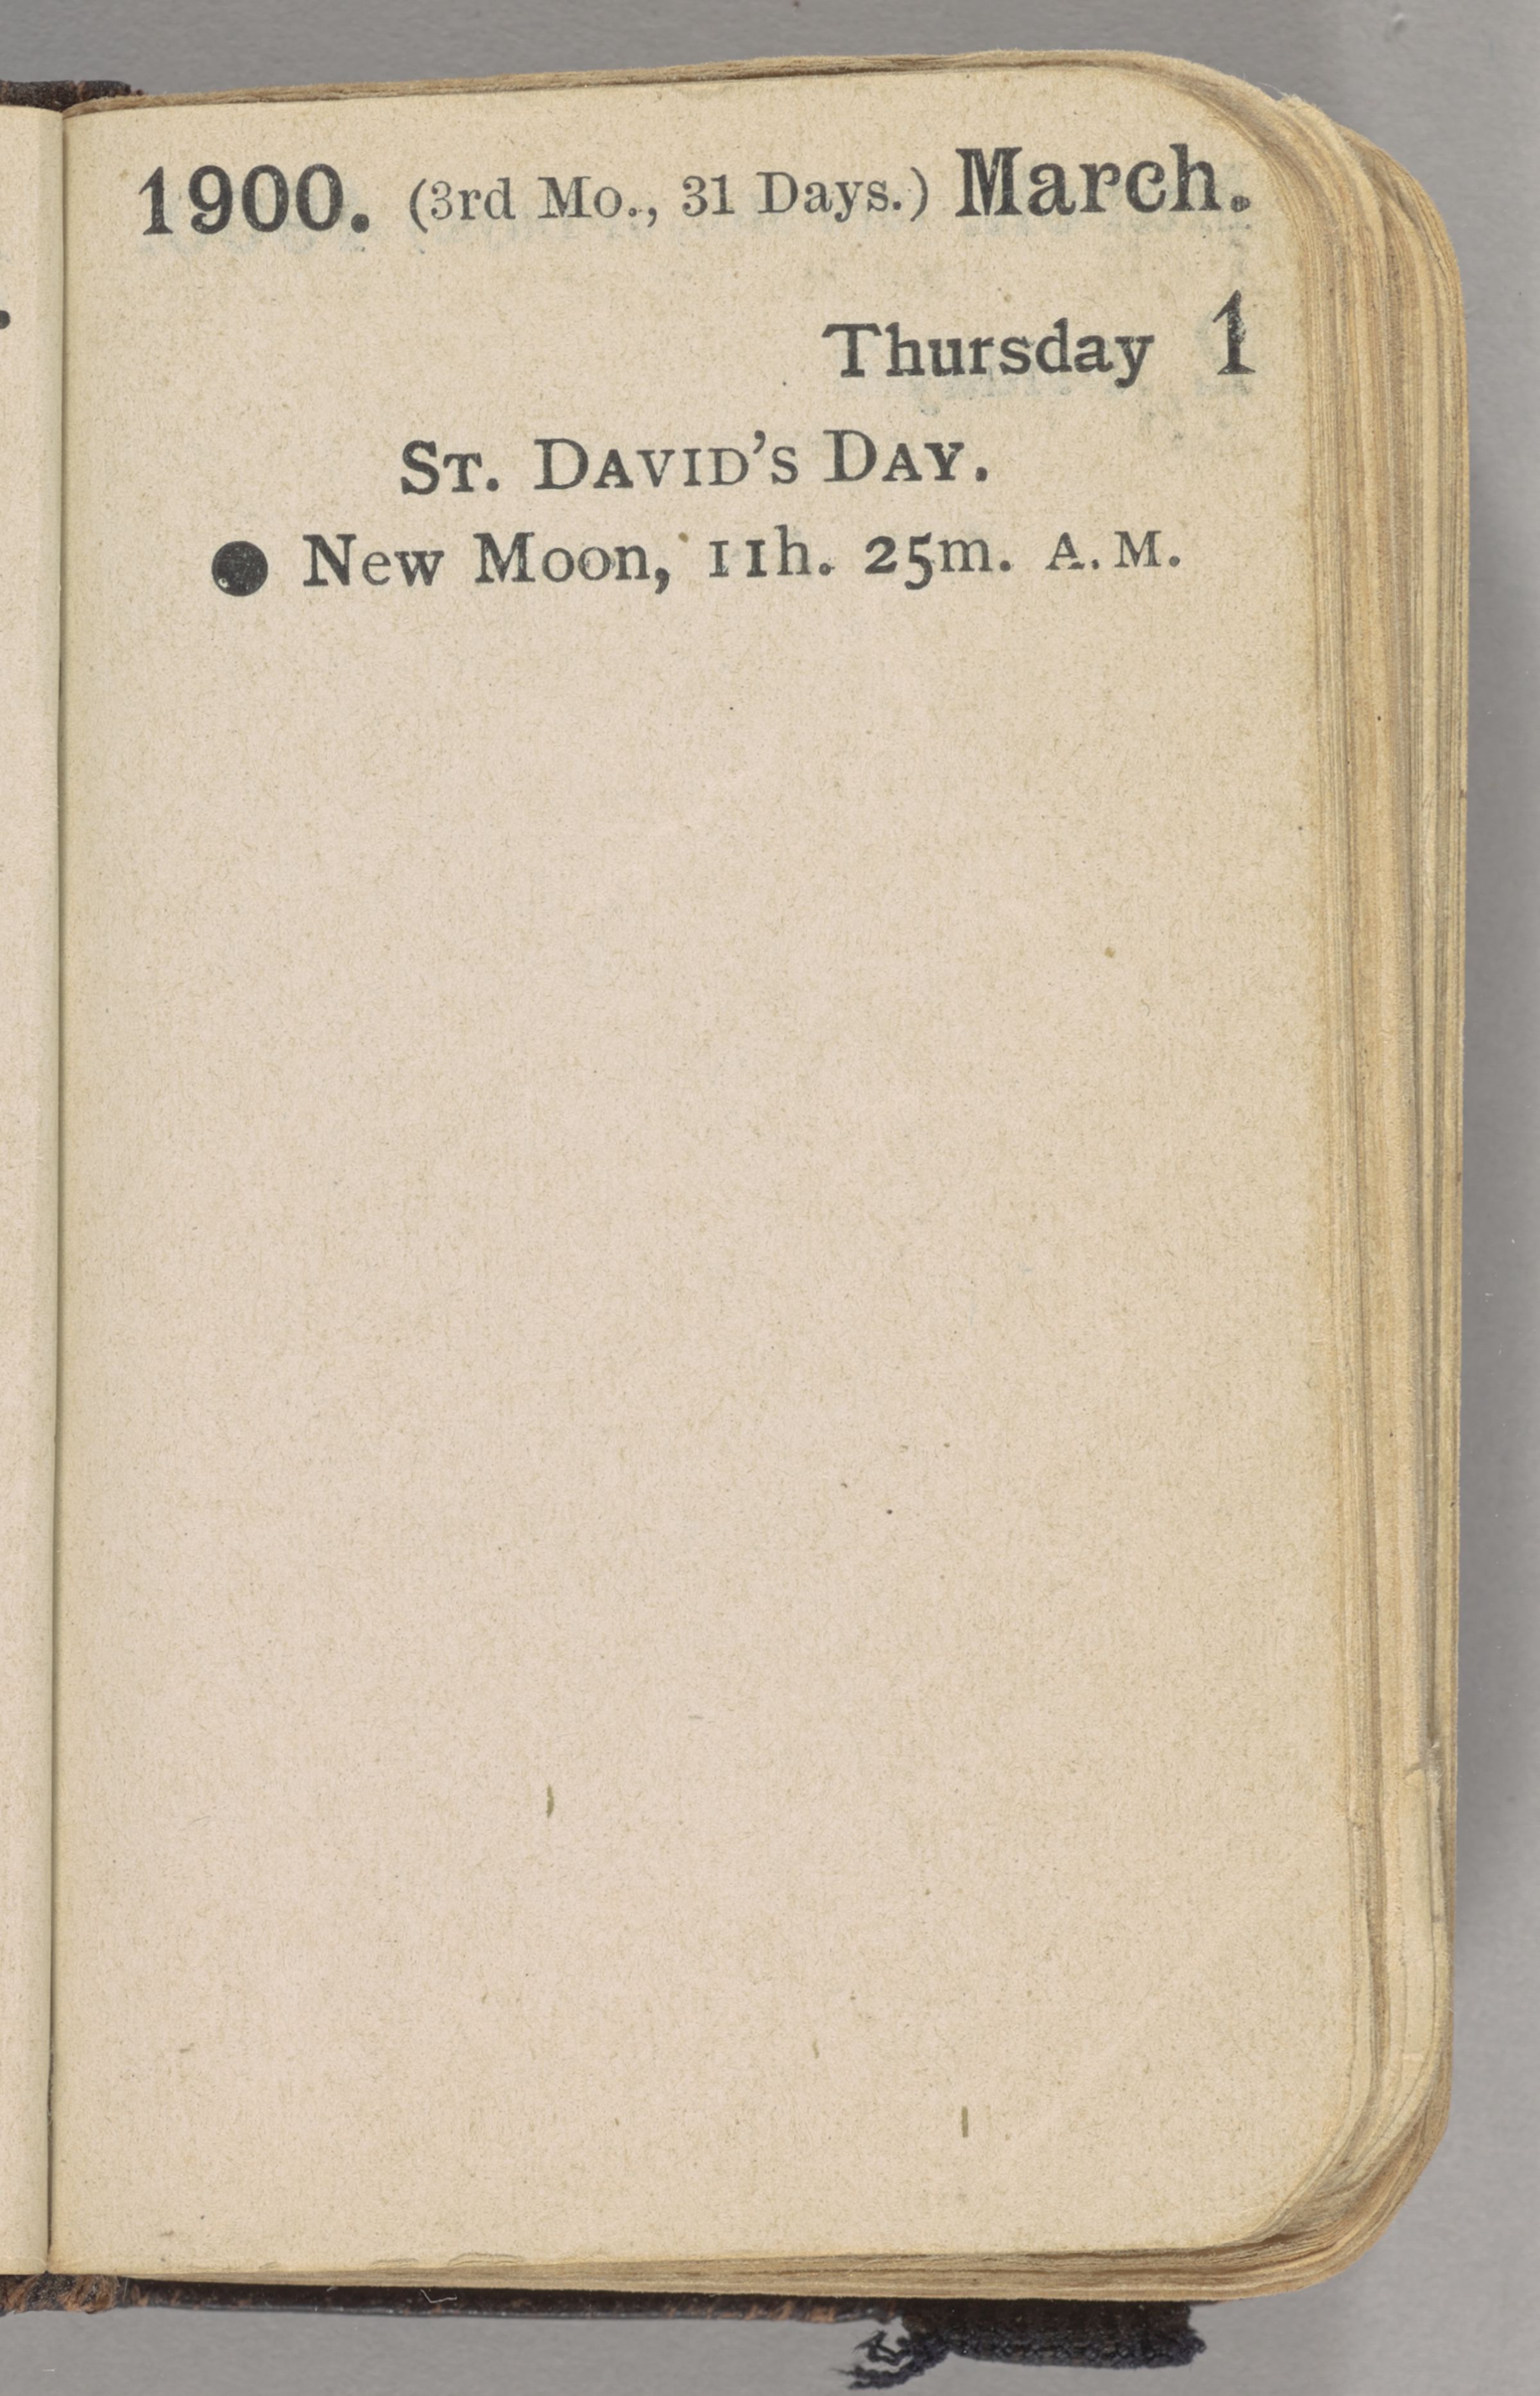 1900. (3rd Mo., 31 Days.) March.
Thursday 1
ST. DAVID'S DAY.
● New Moon, 11h. 25m. A.M.